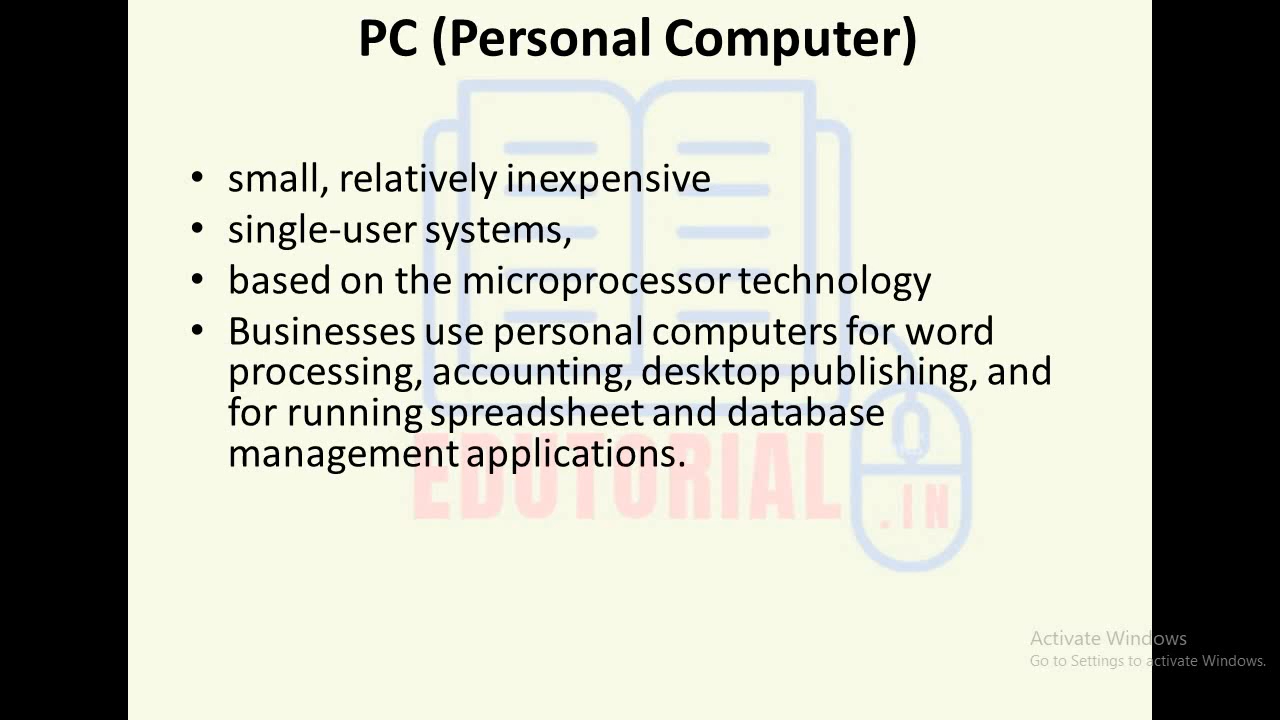 PC (Personal Computer)
• small, relatively inexpensive
• single-user systems,
• based on the microprocessor technology
• Businesses use personal computers for word
processing, accounting, desktop publishing, and
for running spreadsheet and database
management applications.
EDUTORIAL
.IN
Activate Windows
Go to Settings to activate Windows.